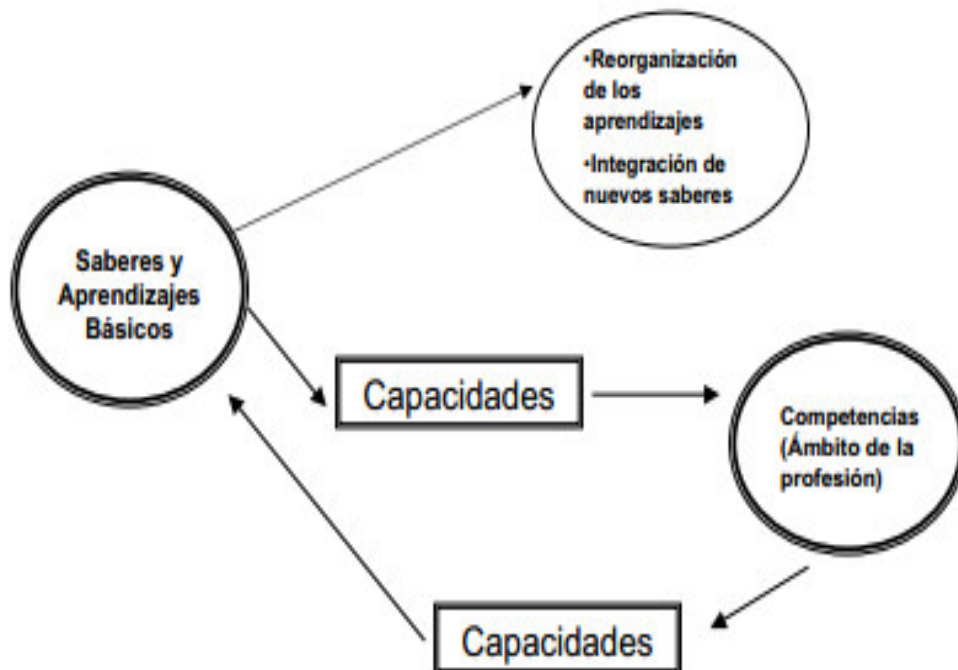 •Reorganización
de los
aprendizajes
•Integración de
nuevos saberes
Saberes y
Aprendizajes
Básicos
Capacidades
Competencias
(Ámbito de la
profesión)
Capacidades